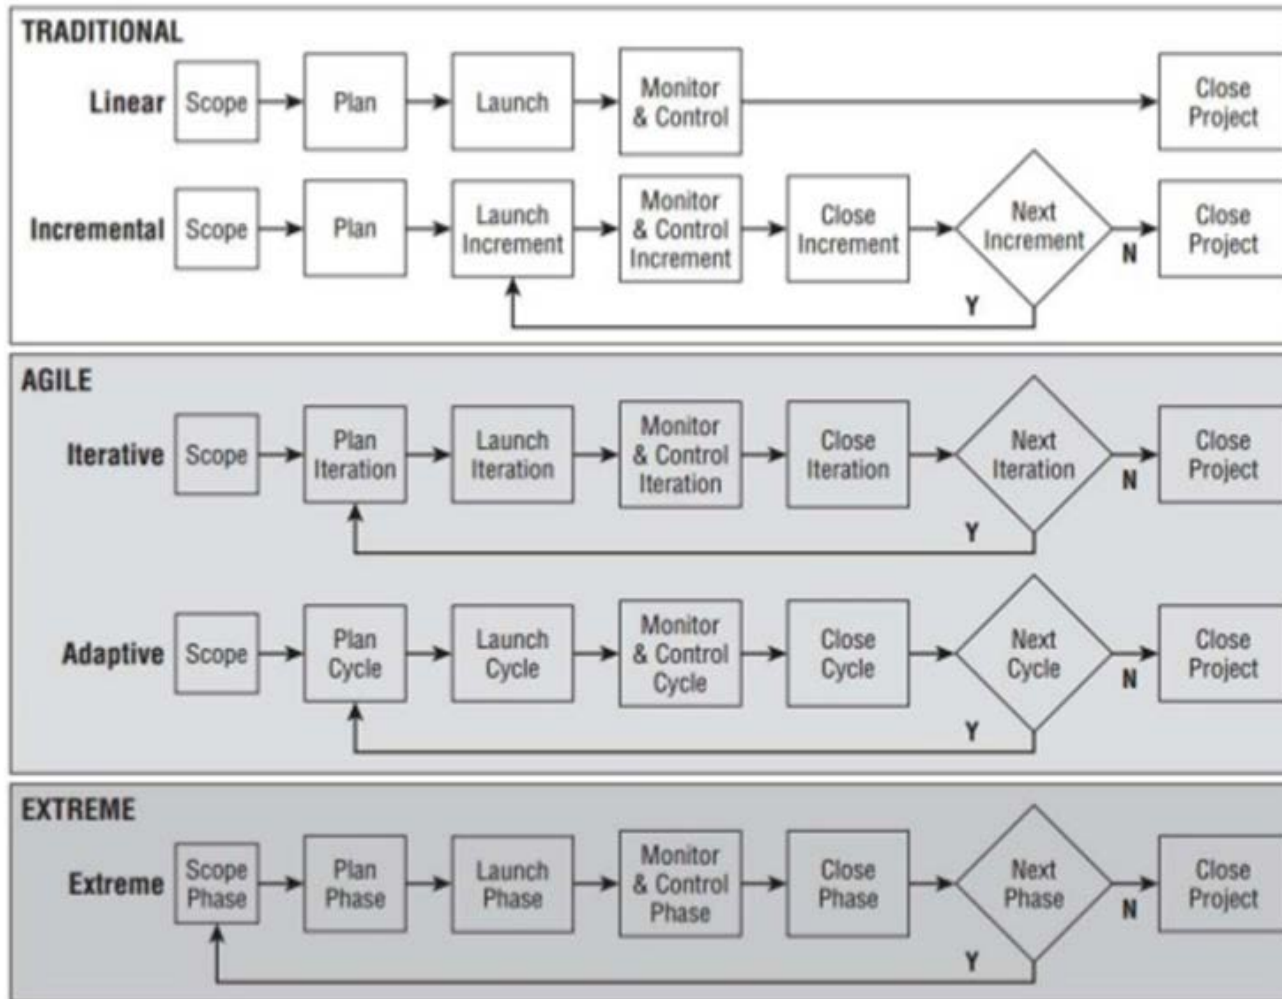 TRADITIONAL
Linear
Scope
Plan
Launch
Monitor
& Control
Close
Project
Incremental
Scope
Plan
Launch
Increment
Monitor
& Control
Increment
Close
Increment
Next
Increment
N
Close
Project
Y
AGILE
Iterative
Scope
Plan
Iteration
Launch
Iteration
Monitor
& Control
Iteration
Close
Iteration
Next
Iteration
N
Close
Project
Y
Adaptive
Scope
Plan
Cycle
Launch
Cycle
Monitor
& Control
Cycle
Close
Cycle
Next
Cycle
N
Close
Project
Y
EXTREME
Extreme
Scope
Phase
Plan
Phase
Launch
Phase
Monitor
& Control
Phase
Close
Phase
Next
Phase
N
Close
Project
Y